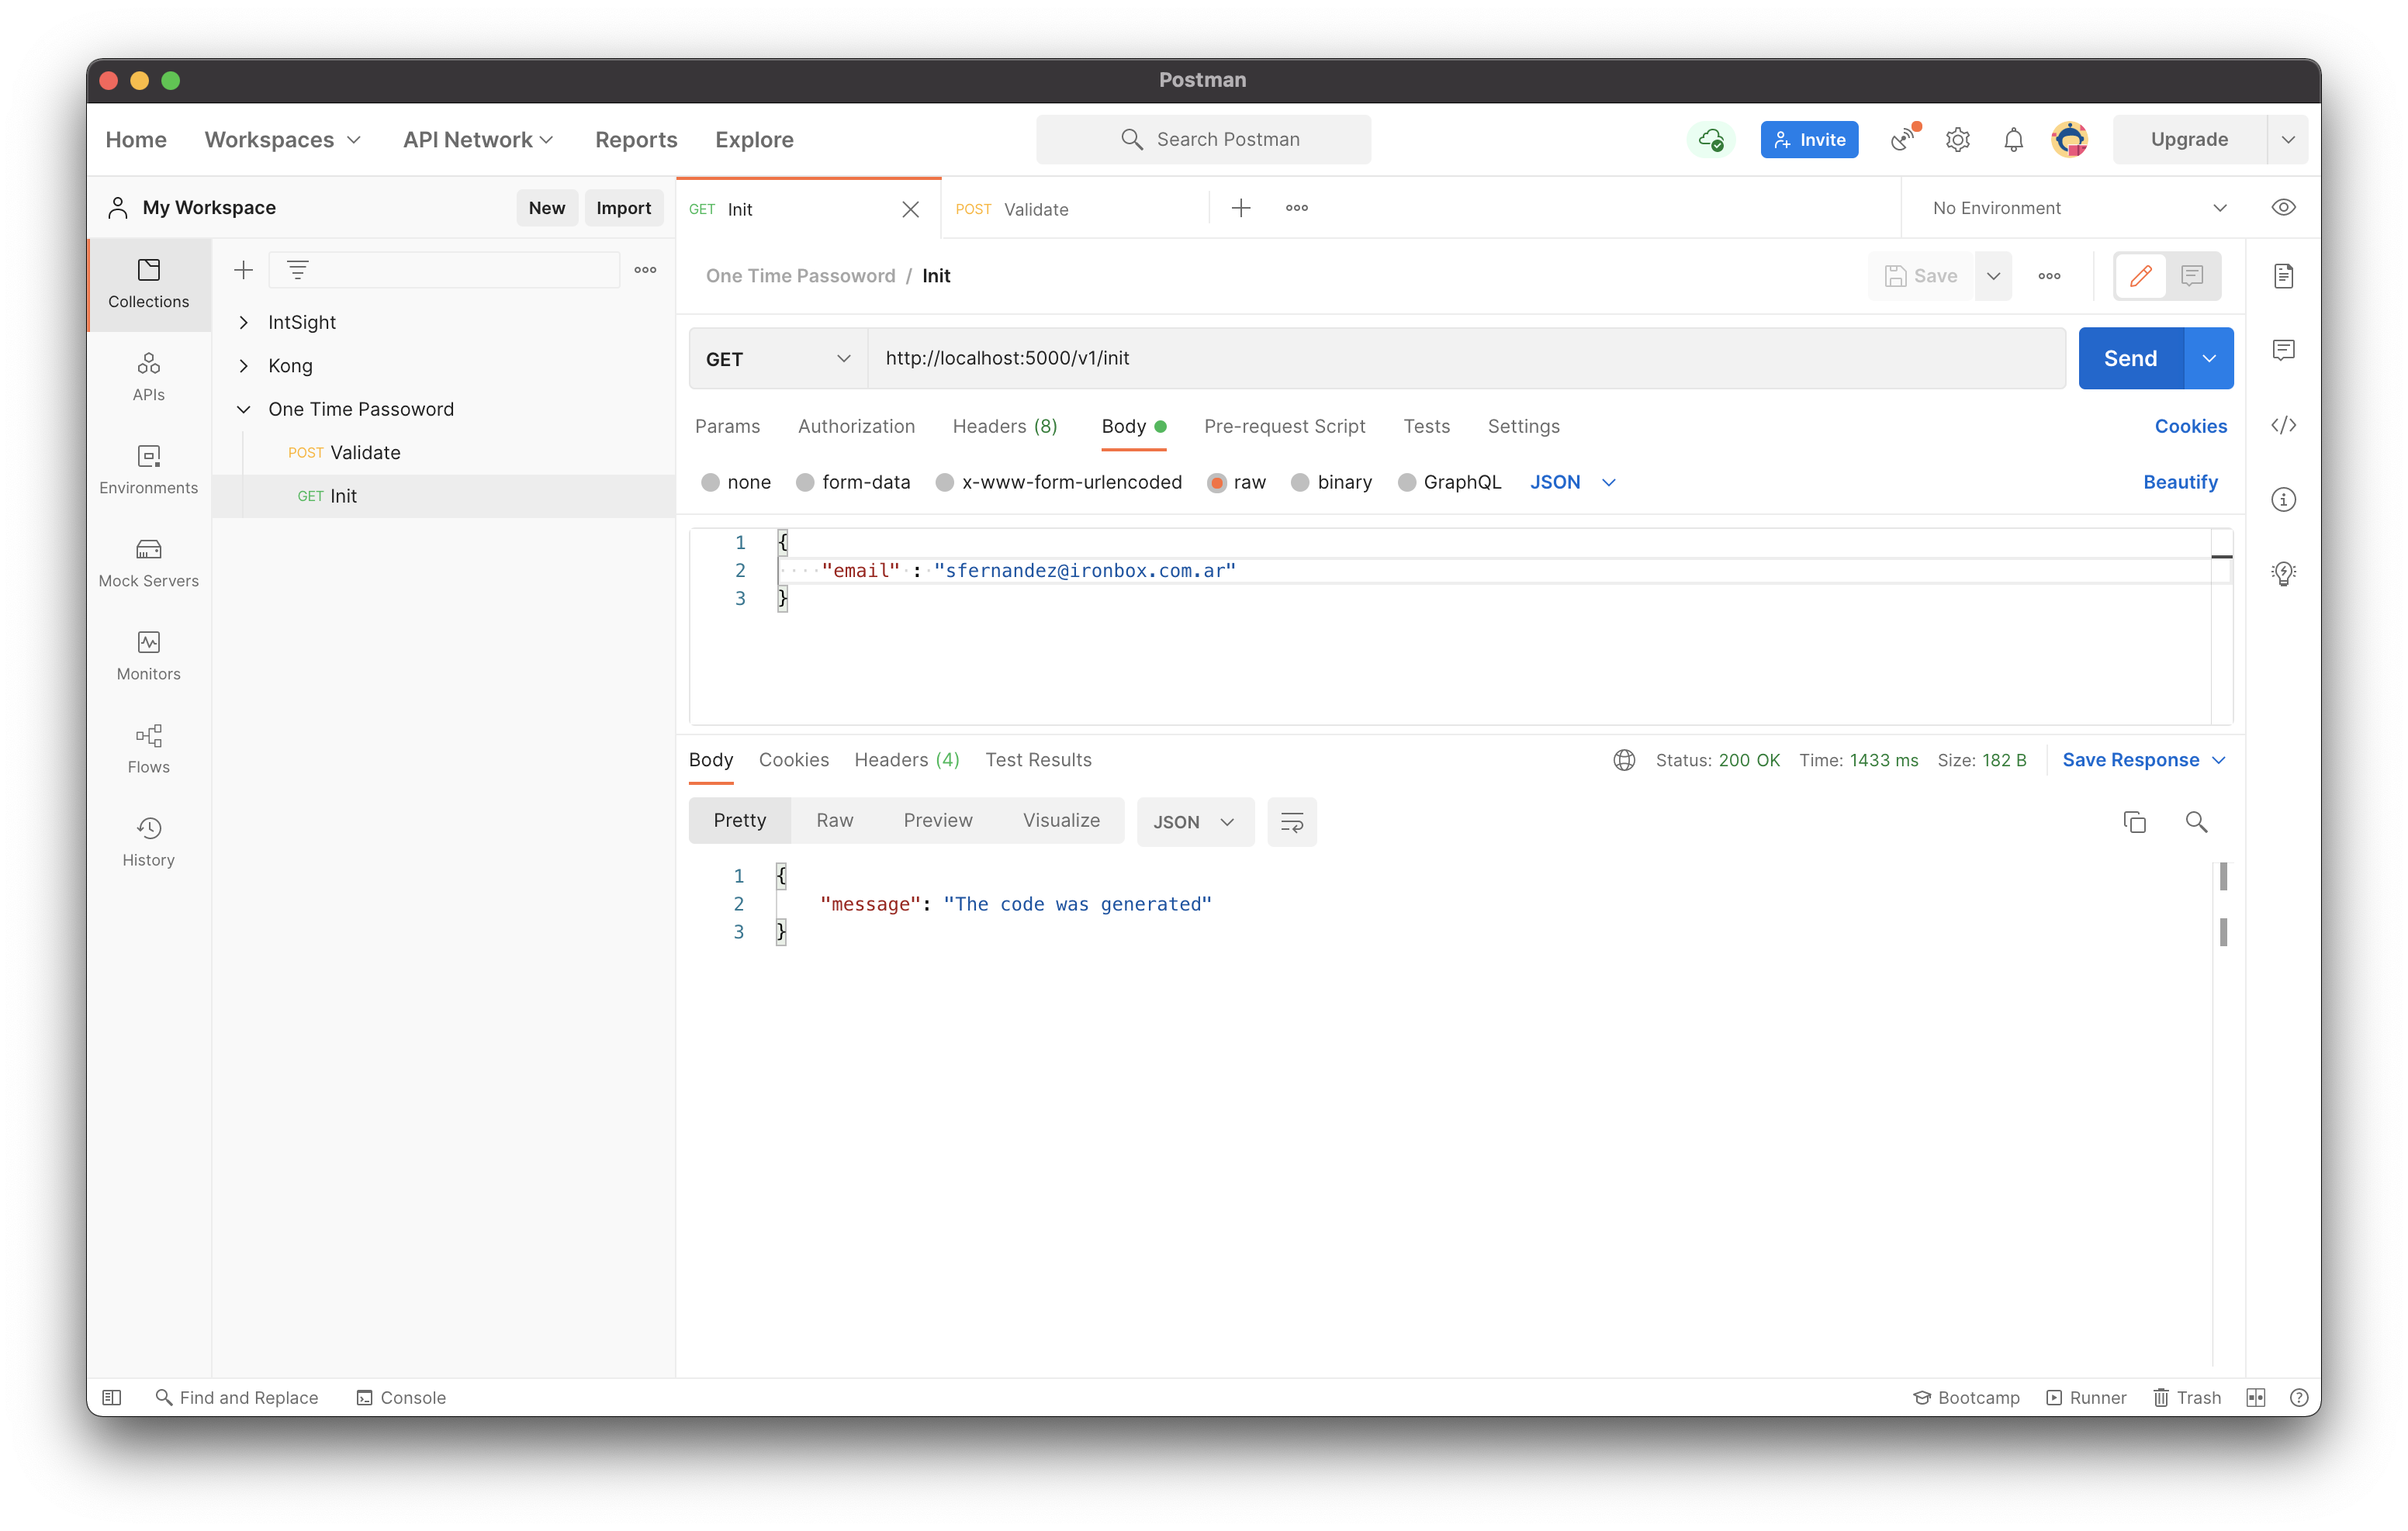 Postman
Home Workspaces API Network Reports Explore Search Postman Invite Upgrade
My Workspace New Import GET Init POST Validate No Environment
Collections
APIs
Environments
Mock Servers
Monitors
Flows
History
IntSight
Kong
One Time Passoword
POST Validate
GET Init
One Time Passoword / Init Save
GET http://localhost:5000/v1/init Send
Params Authorization Headers (8) Body Pre-request Script Tests Settings Cookies
none form-data x-www-form-urlencoded raw binary GraphQL JSON Beautify
1 {
2 "email" : "sfernandez@ironbox.com.ar"
3 }
Body Cookies Headers (4) Test Results Status: 200 OK Time: 1433 ms Size: 182 B Save Response
Pretty Raw Preview Visualize JSON
1 {
2 "message": "The code was generated"
3 }
Find and Replace Console Bootcamp Runner Trash